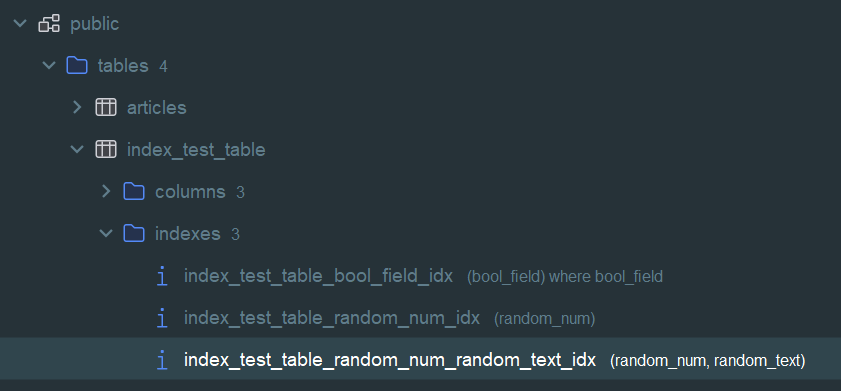 public
tables 4
articles
index_test_table
columns 3
indexes 3
index_test_table_bool_field_idx (bool_field) where bool_field
index_test_table_random_num_idx (random_num)
index_test_table_random_num_random_text_idx (random_num, random_text)